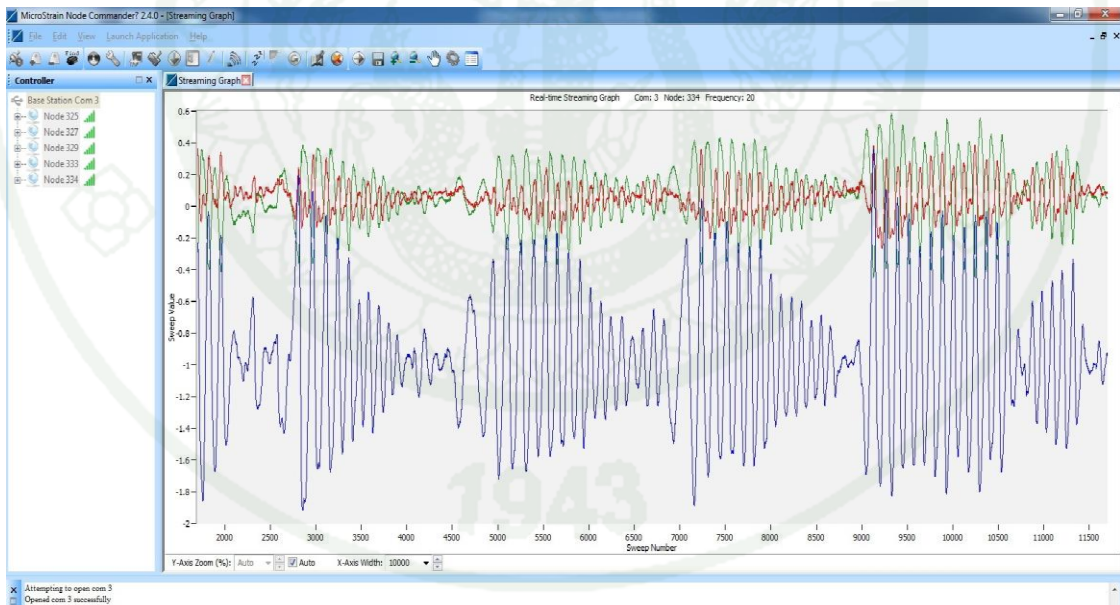 MicroStrain Node Commander? 2.4.0 - [Streaming Graph]
File Edit View Launch Application Help
Controller
Streaming Graph
Base Station Com 3
Node 325
Node 327
Node 329
Node 333
Node 334
Real-time Streaming Graph Com: 3 Node: 334 Frequency: 20
Sweep Value
0.6
0.4
0.2
0
-0.2
-0.4
-0.6
-0.8
-1
-1.2
-1.4
-1.6
-1.8
-2
2000 2500 3000 3500 4000 4500 5000 5500 6000 6500 7000 7500 8000 8500 9000 9500 10000 10500 11000 11500
Sweep Number
Y-Axis Zoom (%): Auto Auto X-Axis Width: 10000
Attempting to open com 3
Opened com 3 successfully
1943